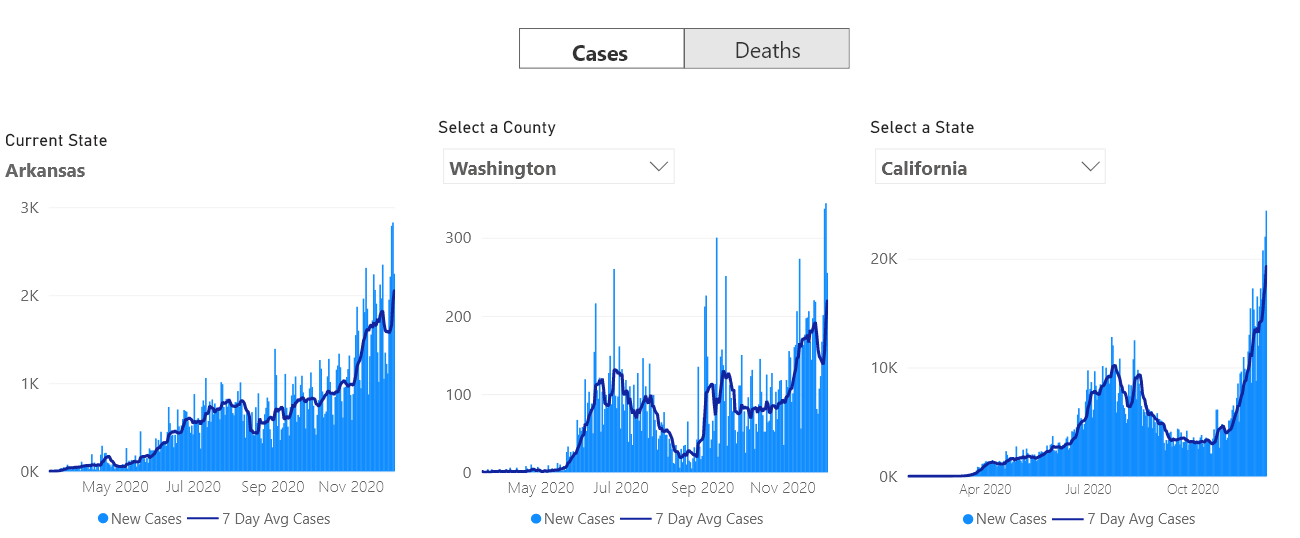 Cases Deaths
Current State
Arkansas
3K
2K
1K
0K
May 2020 Jul 2020 Sep 2020 Nov 2020
New Cases 7 Day Avg Cases
Select a County
Washington
300
200
100
0
May 2020 Jul 2020 Sep 2020 Nov 2020
New Cases 7 Day Avg Cases
Select a State
California
20K
10K
0K
Apr 2020 Jul 2020 Oct 2020
New Cases 7 Day Avg Cases